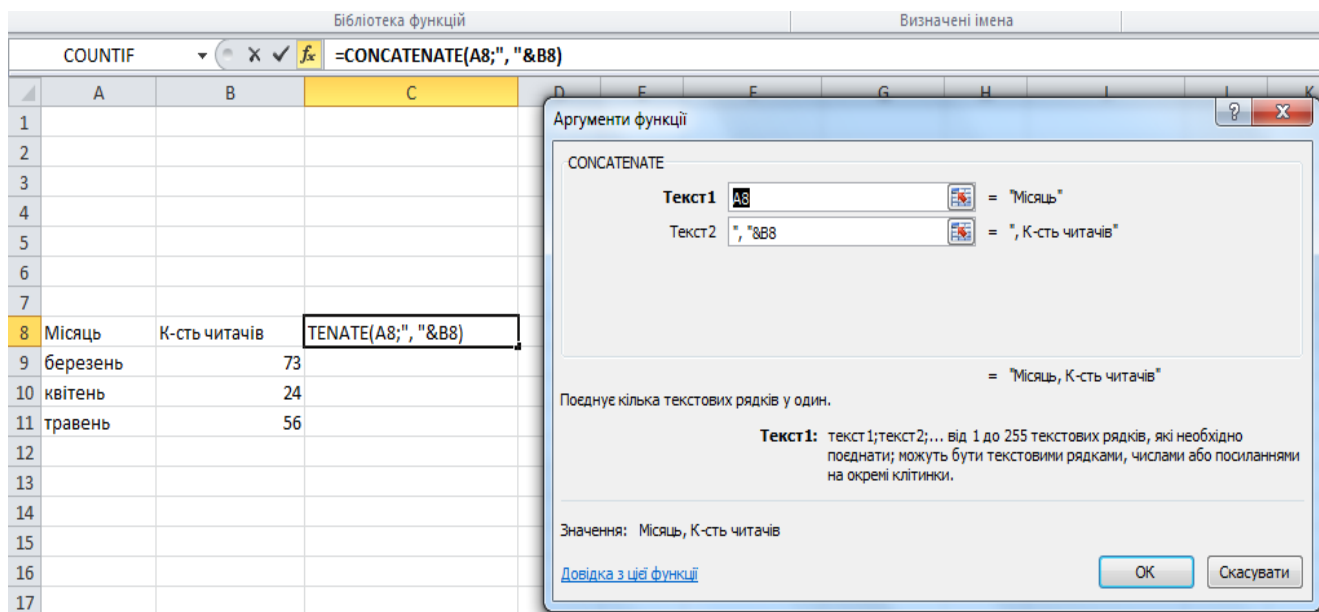 Бібліотека функцій Визначені імена
COUNTIF fx =CONCATENATE(A8;", "&B8)
A B C D E F G H I J K
1
2
3
4
5
6
7
8 Місяць К-сть читачів TENATE(A8;", "&B8)
9 березень 73
10 квітень 24
11 травень 56
12
13
14
15
16
17
Аргументи функції ? X
CONCATENATE
Текст1 A8 = "Місяць"
Текст2 ", "&B8 = ", К-сть читачів"
= "Місяць, К-сть читачів"
Поєднує кілька текстових рядків у один.
Текст1: текст1;текст2;... від 1 до 255 текстових рядків, які необхідно
поєднати; можуть бути текстовими рядками, числами або посиланнями
на окремі клітинки.
Значення: Місяць, К-сть читачів
Довідка з цієї функції OK Скасувати